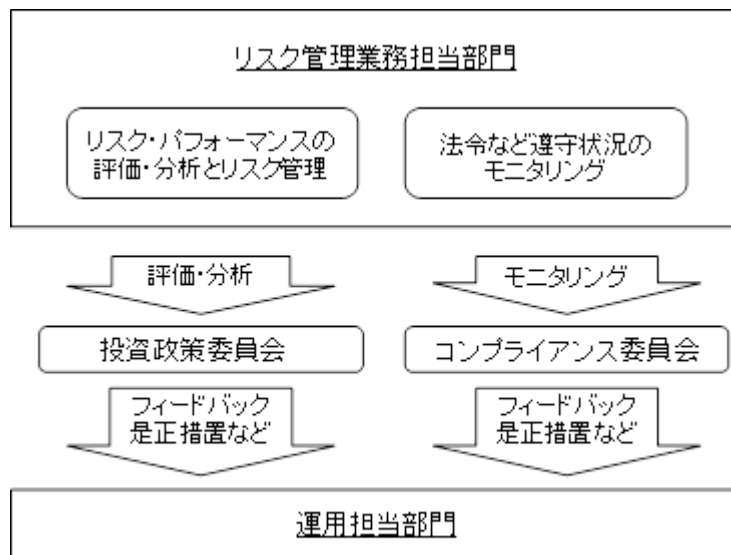 リスク管理業務担当部門
リスク・パフォーマンスの
評価・分析とリスク管理
法令など遵守状況の
モニタリング
評価・分析
モニタリング
投資政策委員会
コンプライアンス委員会
フィードバック
是正措置など
フィードバック
是正措置など
運用担当部門